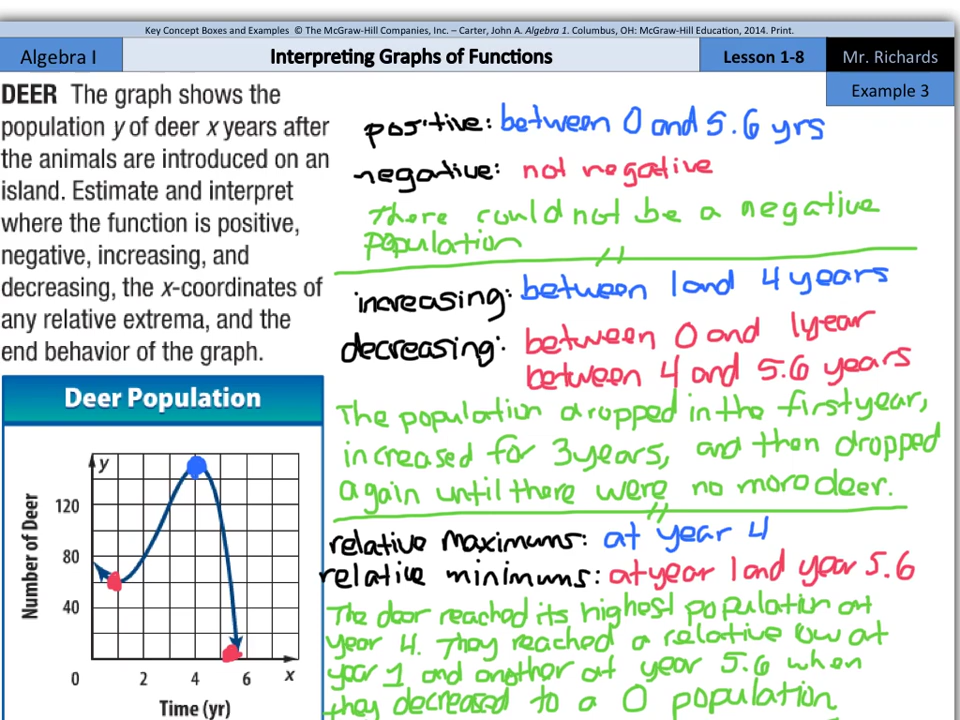 Key Concept Boxes and Examples © The McGraw-Hill Companies, Inc. – Carter, John A. Algebra 1. Columbus, OH: McGraw-Hill Education, 2014. Print.
Algebra I
Interpreting Graphs of Functions
Lesson 1-8
Mr. Richards
Example 3
DEER The graph shows the
population y of deer x years after
the animals are introduced on an
island. Estimate and interpret
where the function is positive,
negative, increasing, and
decreasing, the x-coordinates of
any relative extrema, and the
end behavior of the graph.
Deer Population
y
120
80
40
0
2
4
6
x
Number of Deer
Time (yr)
positive: between 0 and 5.6 yrs
negative: not negative
There could not be a negative
population
increasing: between 1 and 4 years
decreasing: between 0 and 1 year
between 4 and 5.6 years
The population dropped in the first year,
increased for 3 years, and then dropped
again until there were no more deer.
relative maximums: at year 4
relative minimums: at year 1 and year 5.6
The deer reached its highest population at
year 4. They reached a relative low at
year 1 and another at year 5.6 when
they decreased to a 0 population